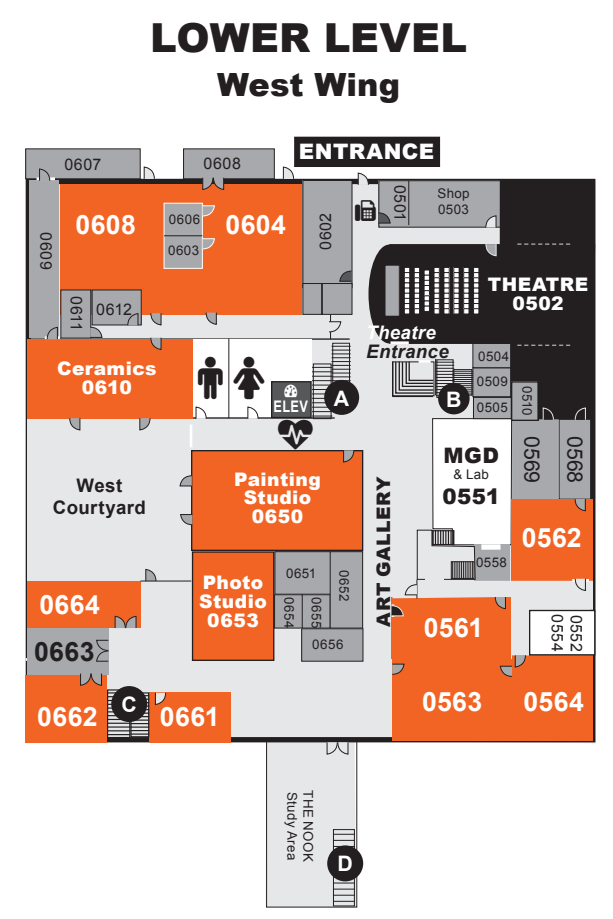 LOWER LEVEL
West Wing
ENTRANCE
0607
0608
0608
0606
0603
0604
0602
0501
Shop
0503
6090
0611
0612
THEATRE
0502
Theatre
Entrance
Ceramics
0610
ELEV
A
B
0504
0509
0505
0510
West
Courtyard
Painting
Studio
0650
ART GALLERY
MGD
& Lab
0551
0569
0568
0562
0558
Photo
Studio
0653
0651
0652
0654
0655
0656
0664
0663
0662
C
0661
0561
0563
0564
0552
0554
THE NOOK
Study Area
D